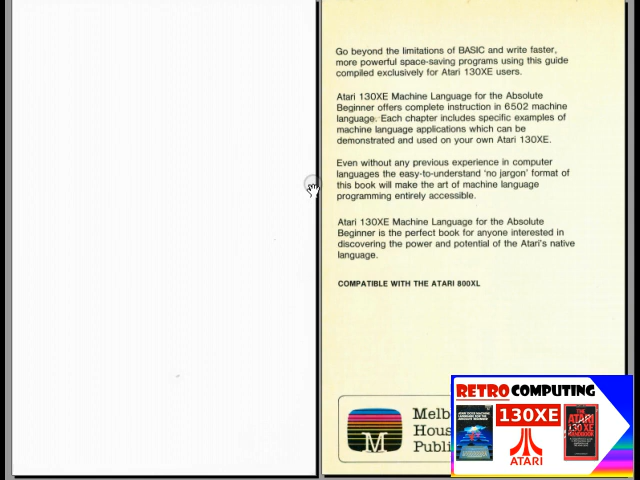 Go beyond the limitations of BASIC and write faster,
more powerful space-saving programs using this guide
compiled exclusively for Atari 130XE users.
Atari 130XE Machine Language for the Absolute
Beginner offers complete instruction in 6502 machine
language. Each chapter includes specific examples of
machine language applications which can be
demonstrated and used on your own Atari 130XE.
Even without any previous experience in computer
languages the easy-to-understand 'no jargon' format of
this book will make the art of machine language
programming entirely accessible.
Atari 130XE Machine Language for the Absolute
Beginner is the perfect book for anyone interested in
discovering the power and potential of the Atari's native
language.
COMPATIBLE WITH THE ATARI 800XL
M
Melb
Hous
Publi
RETRO COMPUTING
130XE
ATARI
THE
ATARI
130XE
HANDBOOK